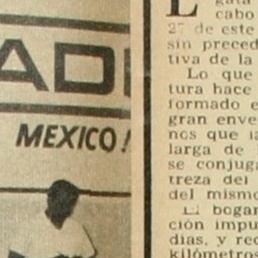 AD
MEXICO!
L
gata
cabo
27 de este
sin preced
tiva de la
Lo que
tura hace
formado e
gran enve
nos que la
larga de
se conjuga
treza del
del mismo
El bogar
ción impu
días, y rec
kilómetros